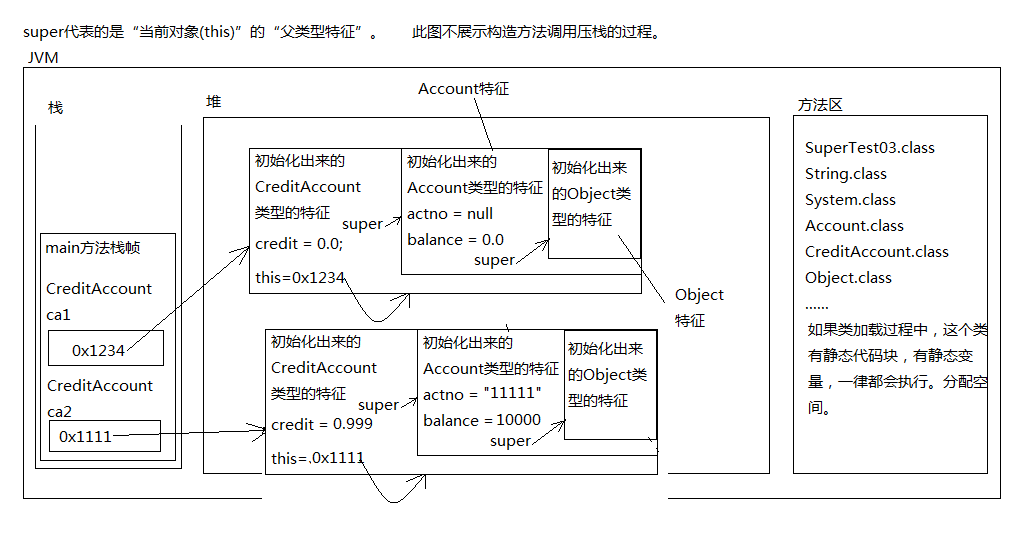 super代表的是“当前对象(this)”的“父类型特征”。 此图不展示构造方法调用压栈的过程。
JVM
栈
main方法栈帧
CreditAccount
ca1
0x1234
CreditAccount
ca2
0x1111
堆
Account特征
初始化出来的
CreditAccount
类型的特征
credit = 0.0;
this=0x1234
super
初始化出来的
Account类型的特征
actno = null
balance = 0.0
super
初始化出来
的Object类
型的特征
Object
特征
初始化出来的
CreditAccount
类型的特征
credit = 0.999
this=.0x1111
super
初始化出来的
Account类型的特征
actno = "11111"
balance = 10000
super
初始化出来
的Object类
型的特征
方法区
SuperTest03.class
String.class
System.class
Account.class
CreditAccount.class
Object.class
......
如果类加载过程中，这个类
有静态代码块，有静态变
量，一律都会执行。分配空
间。